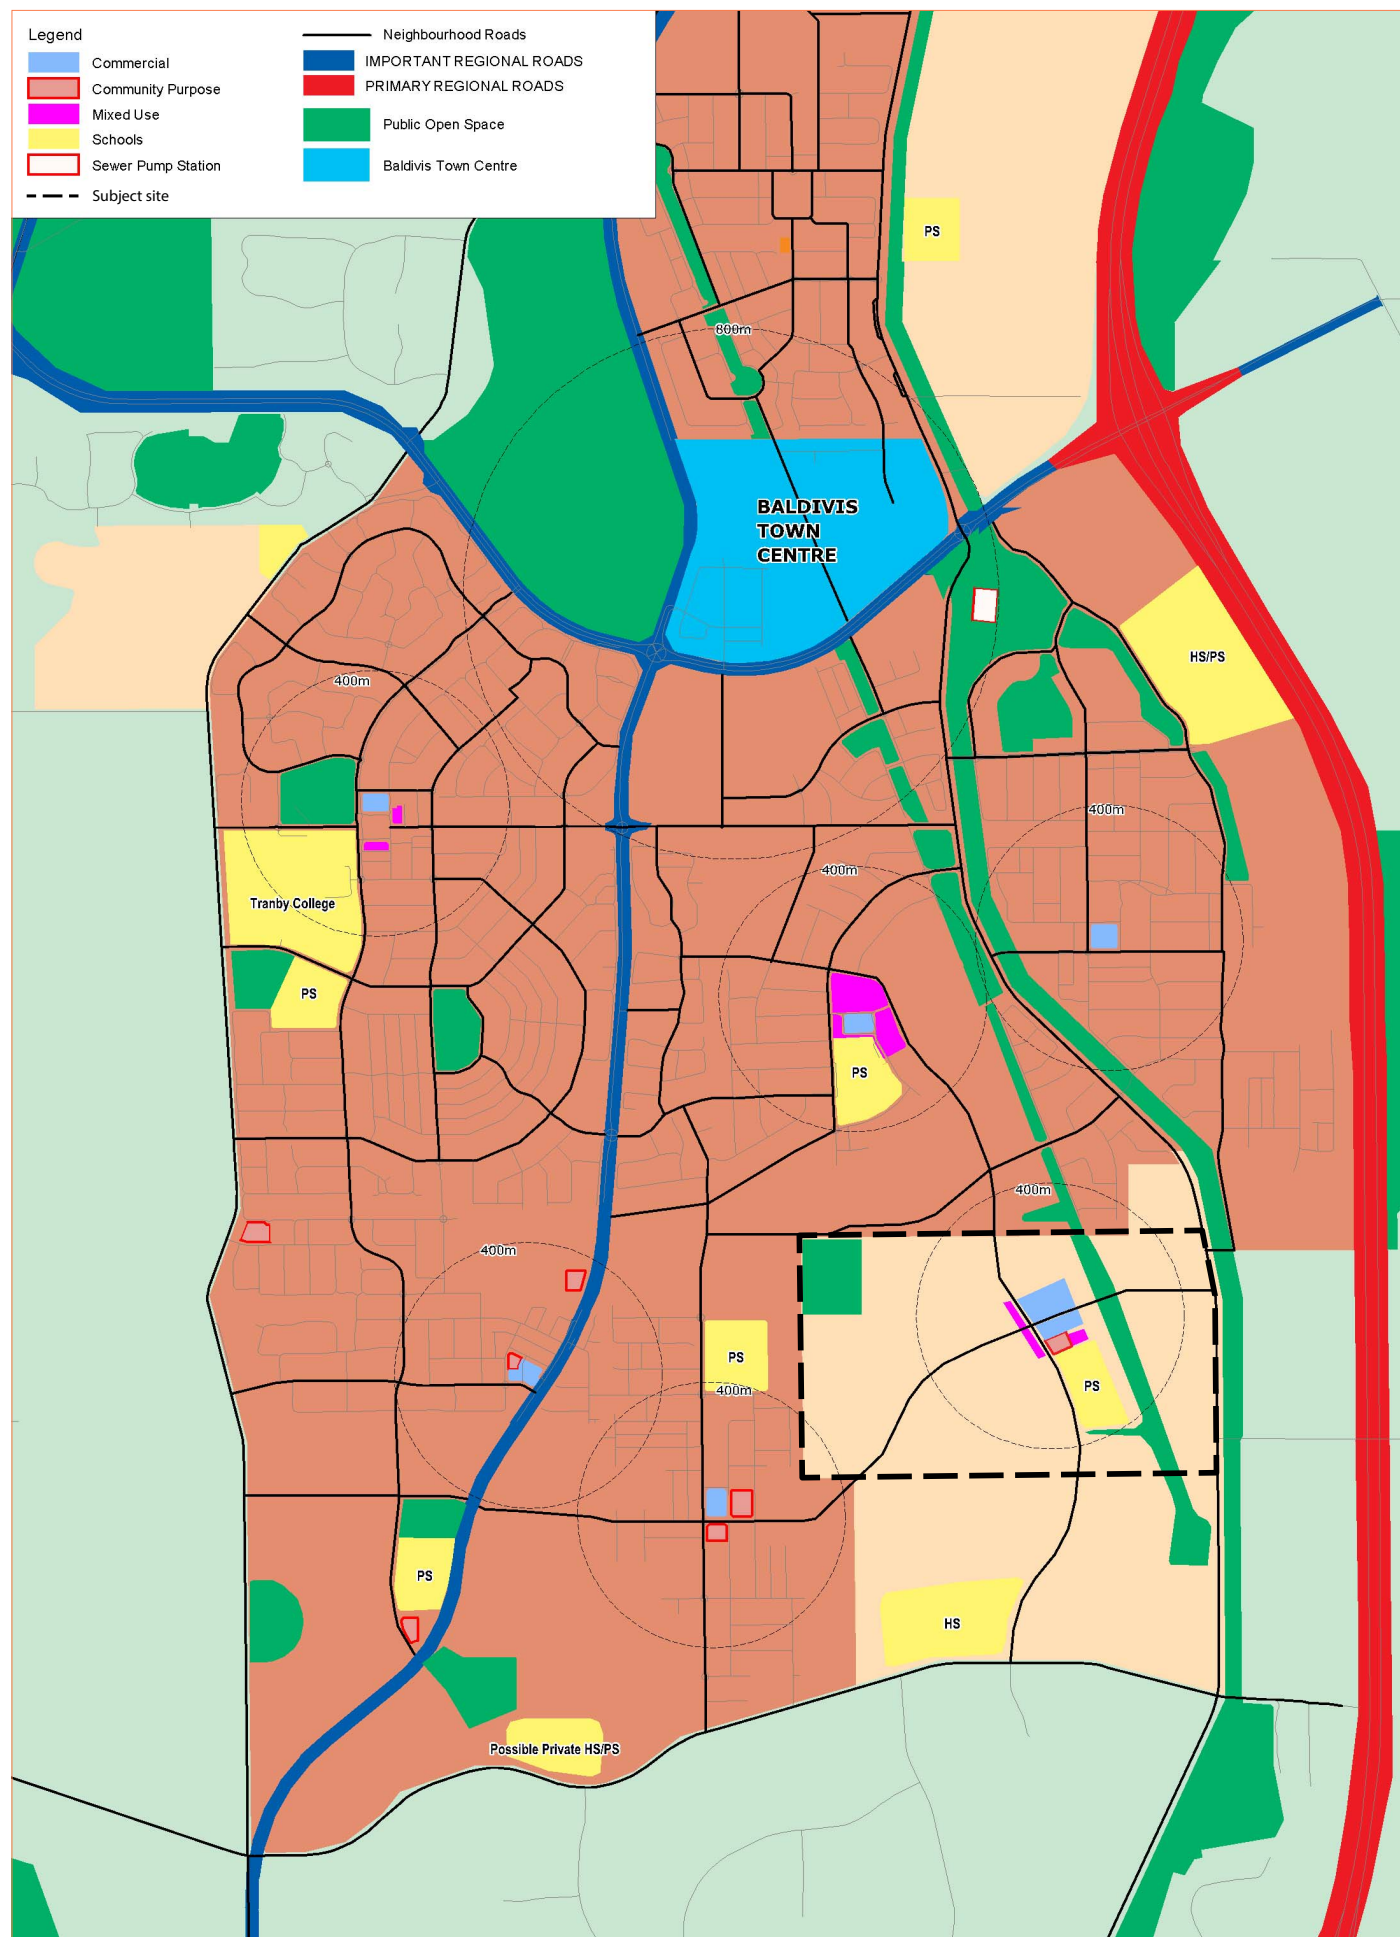 Legend
Commercial
Community Purpose
Mixed Use
Schools
Sewer Pump Station
Subject site
Neighbourhood Roads
IMPORTANT REGIONAL ROADS
PRIMARY REGIONAL ROADS
Public Open Space
Baldivis Town Centre
PS
800m
BALDIVIS
TOWN
CENTRE
HS/PS
400m
400m
400m
Tranby College
PS
PS
400m
400m
PS
400m
PS
PS
HS
Possible Private HS/PS